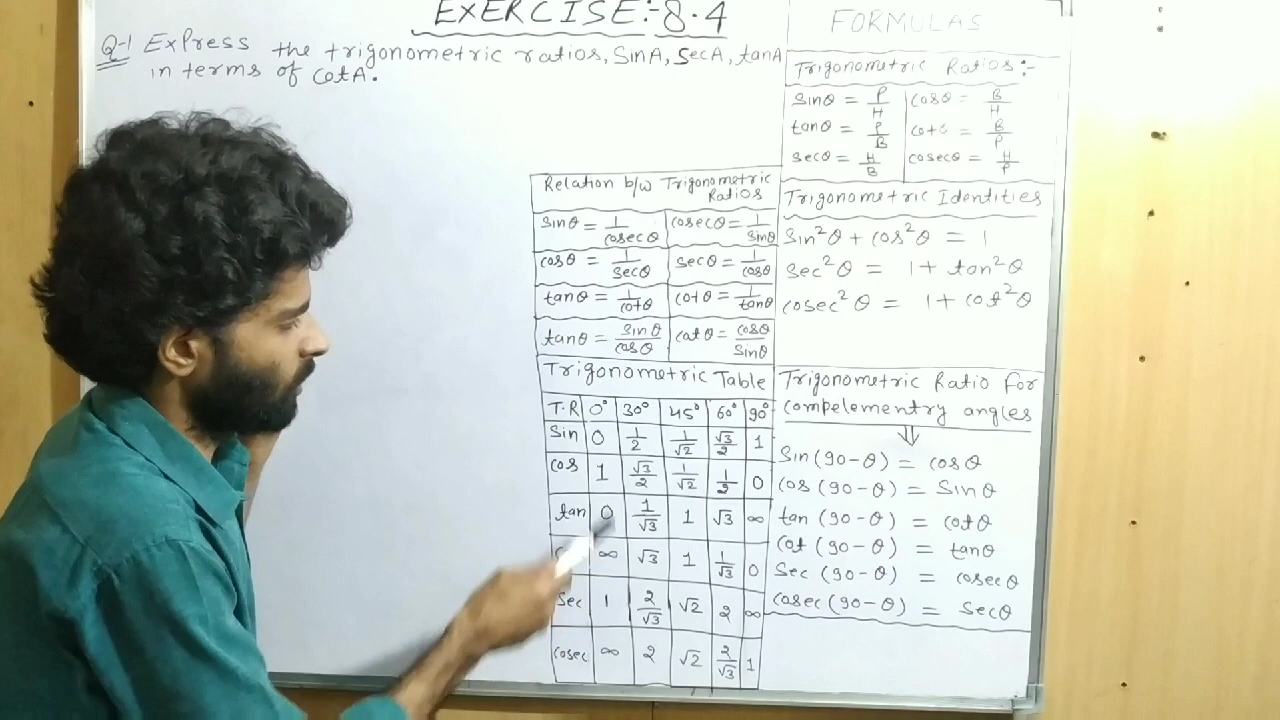 EXERCISE:-8.4
Q-1 Express the trigonometric ratios, SinA, SecA, tanA
in terms of cotA.
Relation b/w Trigonometric
Ratios
sinθ = 1/cosecθ cosecθ = 1/sinθ
cosθ = 1/secθ secθ = 1/cosθ
tanθ = 1/cotθ cotθ = 1/tanθ
tanθ = sinθ/cosθ cotθ = cosθ/sinθ
Trigonometric Table
T.R 0° 30° 45° 60° 90°
Sin 0 1/2 1/√2 √3/2 1
cos 1 √3/2 1/√2 1/2 0
tan 0 1/√3 1 √3 ∞
∞ √3 1 1/√3 0
Sec 1 2/√3 √2 2 ∞
cosec ∞ 2 √2 2/√3 1
FORMULAS
Trigonometric Ratios:-
sinθ = P/H cosθ = B/H
tanθ = P/B cotθ = B/P
secθ = H/B cosecθ = H/P
Trigonometric Identities
Sin²θ + cos²θ = 1
sec²θ = 1 + tan²θ
cosec²θ = 1 + cot²θ
Trigonometric Ratio for
compelementry angles
⇓
Sin(90-θ) = cosθ
cos(90-θ) = Sinθ
tan(90-θ) = cotθ
cot(90-θ) = tanθ
Sec(90-θ) = cosecθ
cosec(90-θ) = Secθ